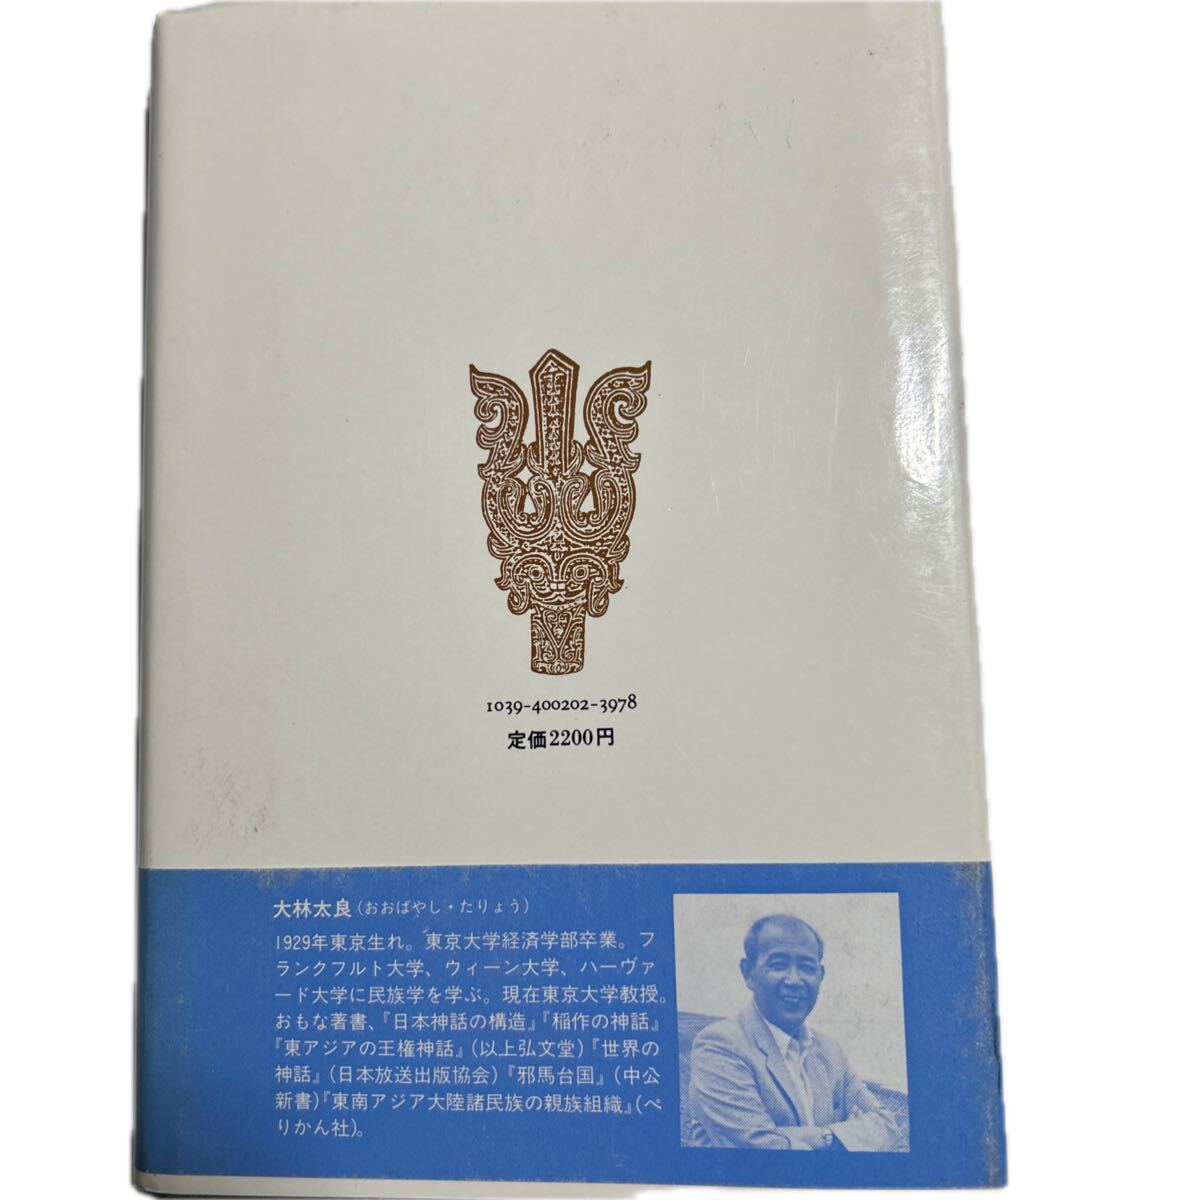 1039-400202-3978
定価2200円
大林太良(おおばやし・たりょう)
1929年東京生れ。東京大学経済学部卒業。フ
ランクフルト大学、ウィーン大学、ハーヴァ
ード大学に民族学を学ぶ。現在東京大学教授。
おもな著書、『日本神話の構造』『稲作の神話』
『東アジアの王権神話』(以上弘文堂)『世界の
神話』(日本放送出版協会)『邪馬台国』(中公
新書)『東南アジア大陸諸民族の親族組織』(ぺ
りかん社)。